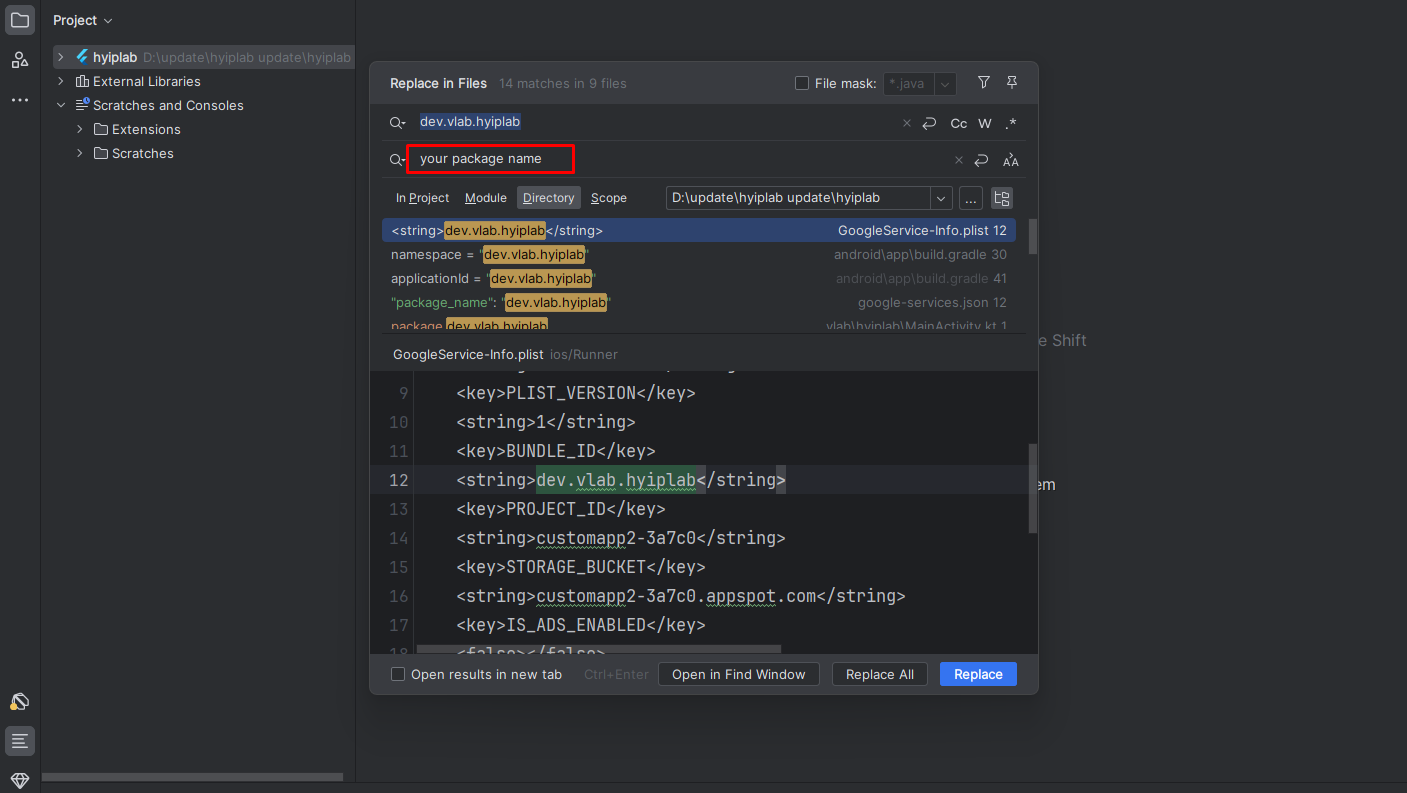 Project
hyiplab D:\update\hyiplab update\hyiplab
External Libraries
Scratches and Consoles
Extensions
Scratches
Replace in Files 14 matches in 9 files
File mask: *.java
dev.vlab.hyiplab
Cc W .*
your package name
In Project Module Directory Scope D:\update\hyiplab update\hyiplab ...
<string>dev.vlab.hyiplab</string> GoogleService-Info.plist 12
namespace = "dev.vlab.hyiplab" android\app\build.gradle 30
applicationId = "dev.vlab.hyiplab" android\app\build.gradle 41
"package_name": "dev.vlab.hyiplab" google-services.json 12
package dev.vlab.hyiplab vlab\hyiplab\MainActivity.kt 1
GoogleService-Info.plist ios/Runner
9 <key>PLIST_VERSION</key>
10 <string>1</string>
11 <key>BUNDLE_ID</key>
12 <string>dev.vlab.hyiplab</string>
13 <key>PROJECT_ID</key>
14 <string>customapp2-3a7c0</string>
15 <key>STORAGE_BUCKET</key>
16 <string>customapp2-3a7c0.appspot.com</string>
17 <key>IS_ADS_ENABLED</key>
18 <false></false>
Open results in new tab Ctrl+Enter Open in Find Window Replace All Replace
e Shift
em